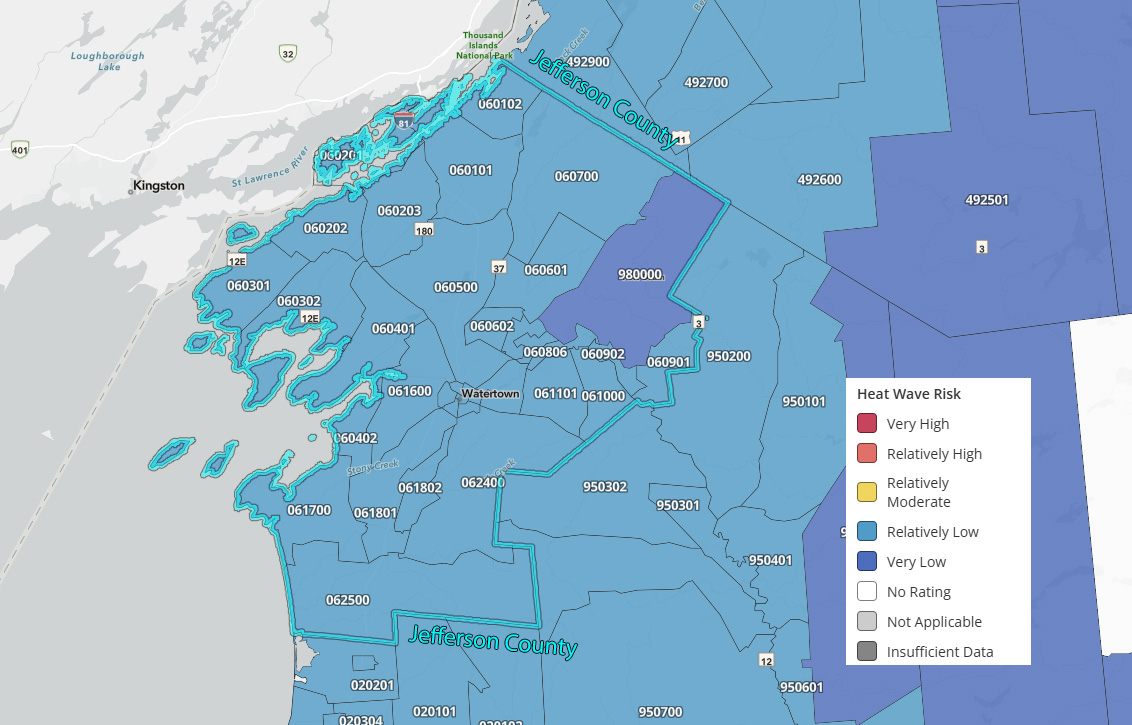 Thousand
Islands
National Park
Loughborough
Lake
32
492900
492700
Jefferson County
060102
81
11
401
060201
St Lawrence River
Kingston
060101
060700
492600
492501
060203
060202
180
3
12E
37
060601
980000
060301
060302
060500
12E
060401
060602
3
060806
060902
060901
950200
061600
Watertown
061101
061000
950101
060402
Stony Creek
Creek
061802
062400
950302
061700
061801
950301
950401
062500
Jefferson County
12
020201
950601
020304
020101
950700
Heat Wave Risk
Very High
Relatively High
Relatively
Moderate
Relatively Low
Very Low
No Rating
Not Applicable
Insufficient Data